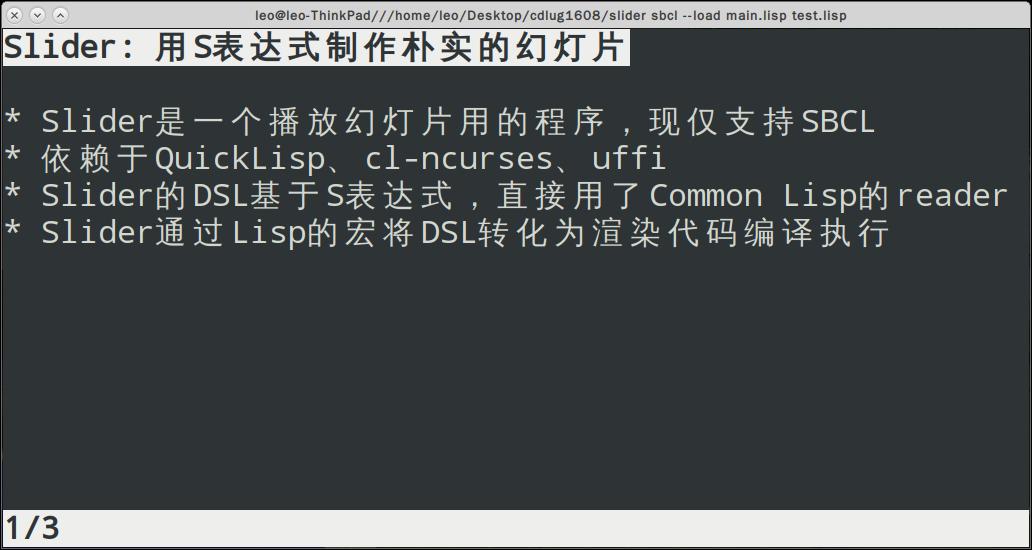 leo@leo-ThinkPad///home/leo/Desktop/cdlug1608/slider sbcl --load main.lisp test.lisp
Slider: 用S表达式制作朴实的幻灯片
* Slider是一个播放幻灯片用的程序，现仅支持SBCL
* 依赖于QuickLisp、cl-ncurses、uffi
* Slider的DSL基于S表达式，直接用了Common Lisp的reader
* Slider通过Lisp的宏将DSL转化为渲染代码编译执行
1/3